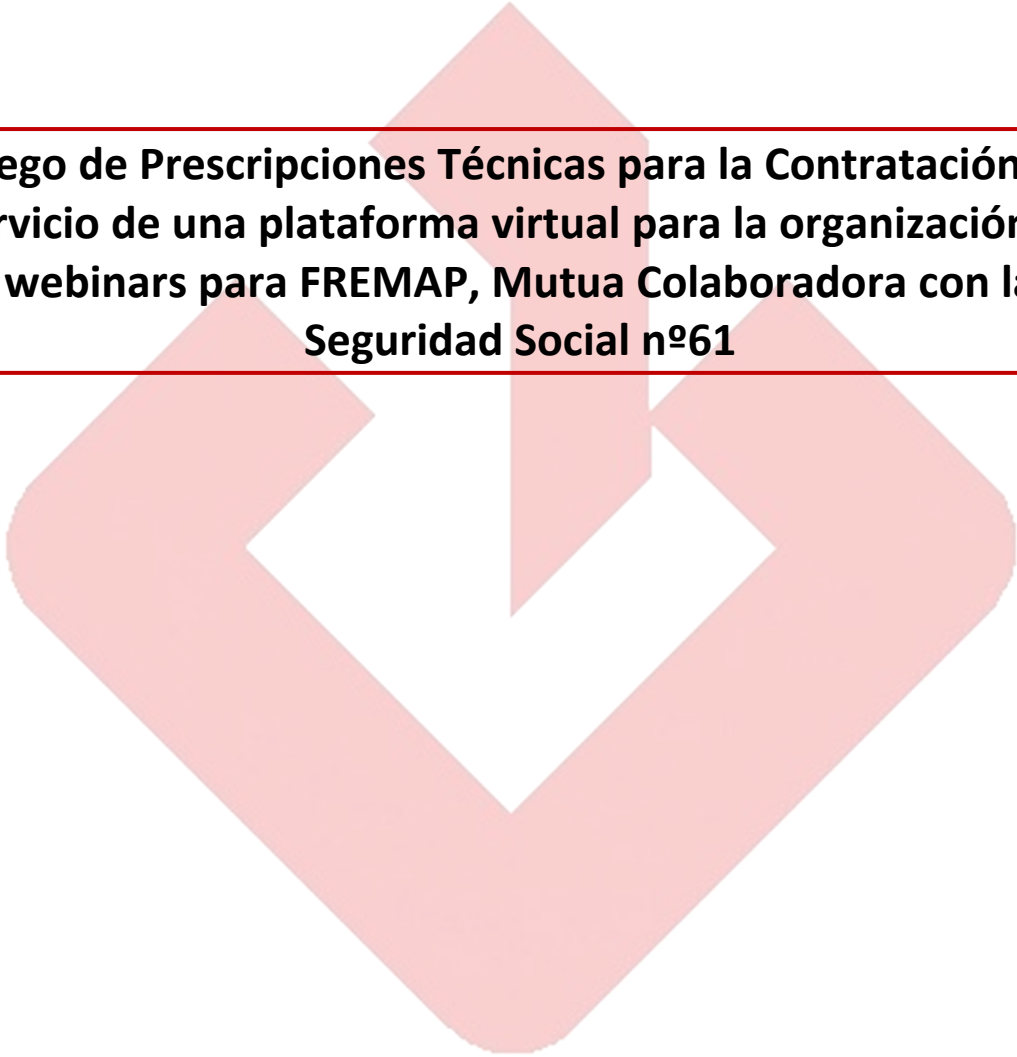 ego de Prescripciones Técnicas para la Contratación
rvicio de una plataforma virtual para la organización
webinars para FREMAP, Mutua Colaboradora con la
Seguridad Social nº61